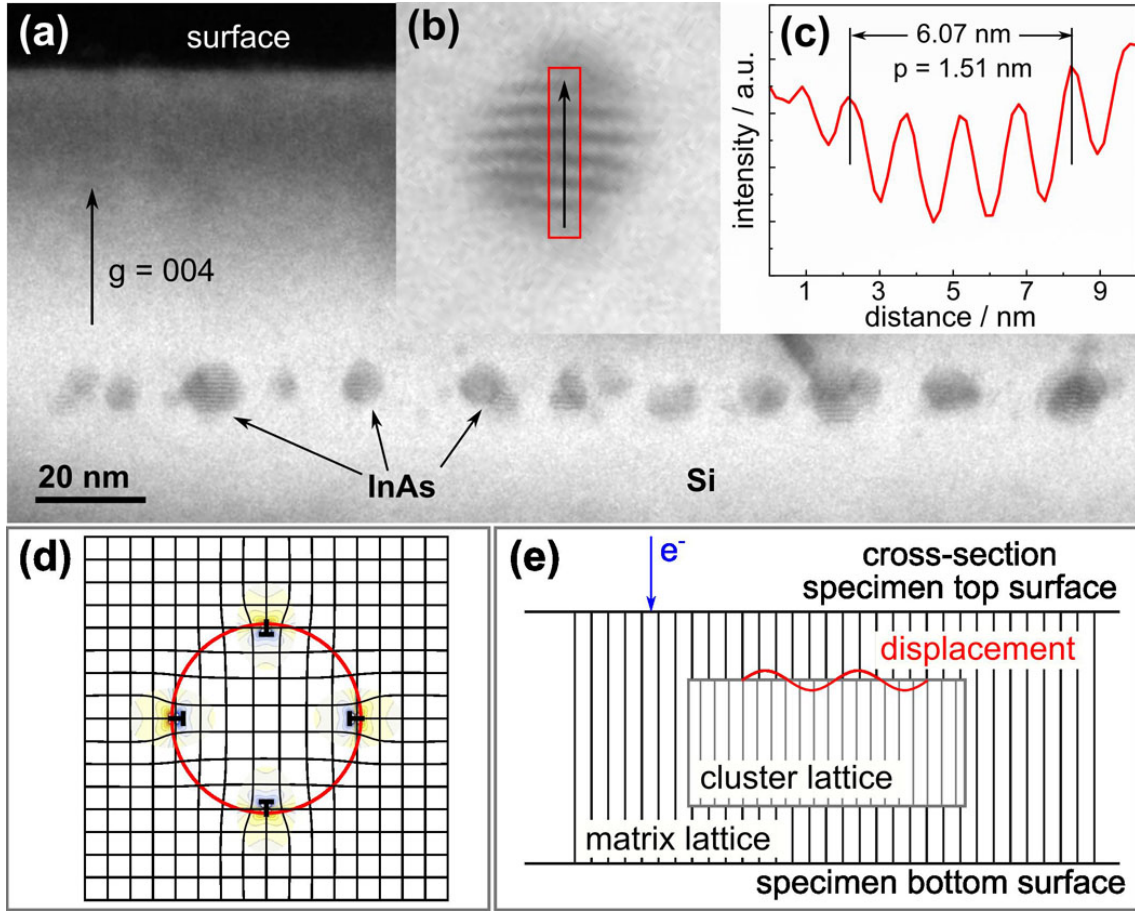 (a)
surface
g = 004
20 nm
InAs
Si
(b)
(c)
6.07 nm
p = 1.51 nm
intensity / a.u.
1 3 5 7 9
distance / nm
(d)
(e)
e-
cross-section
specimen top surface
displacement
cluster lattice
matrix lattice
specimen bottom surface